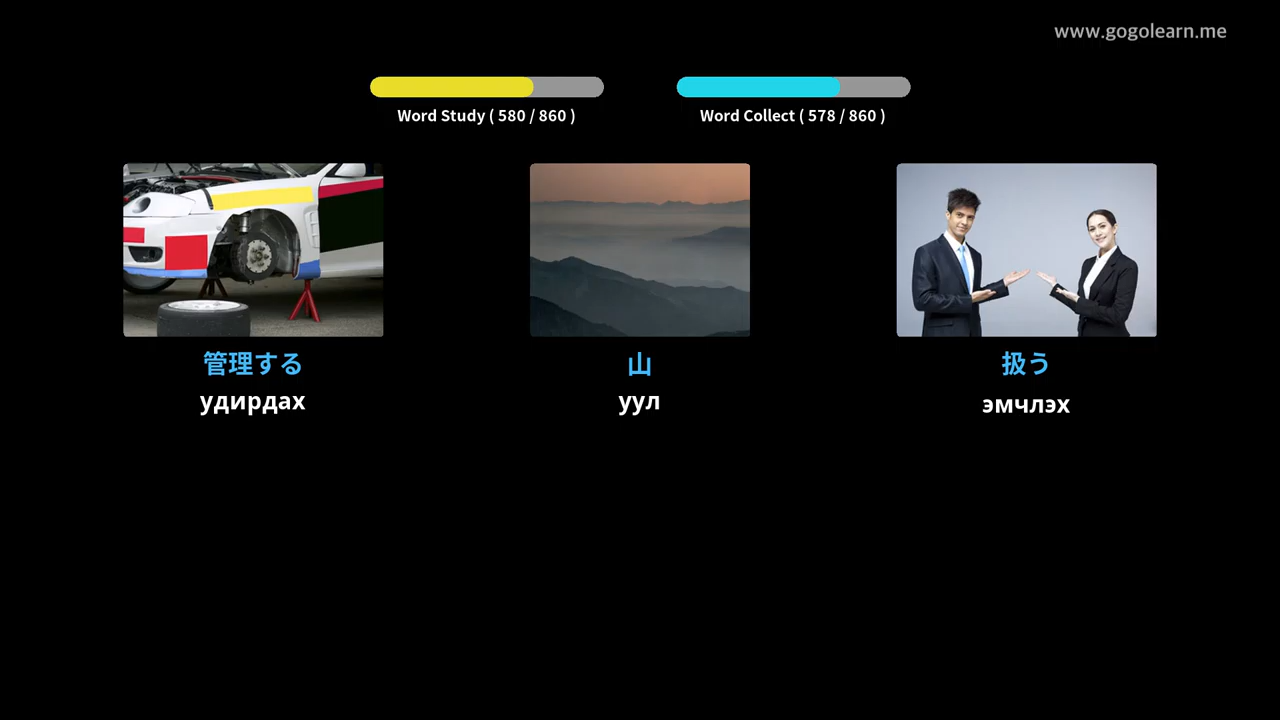 www.gogolearn.me
Word Study ( 580 / 860 )
Word Collect ( 578 / 860 )
管理する
удирдах
山
уул
扱う
эмчлэх